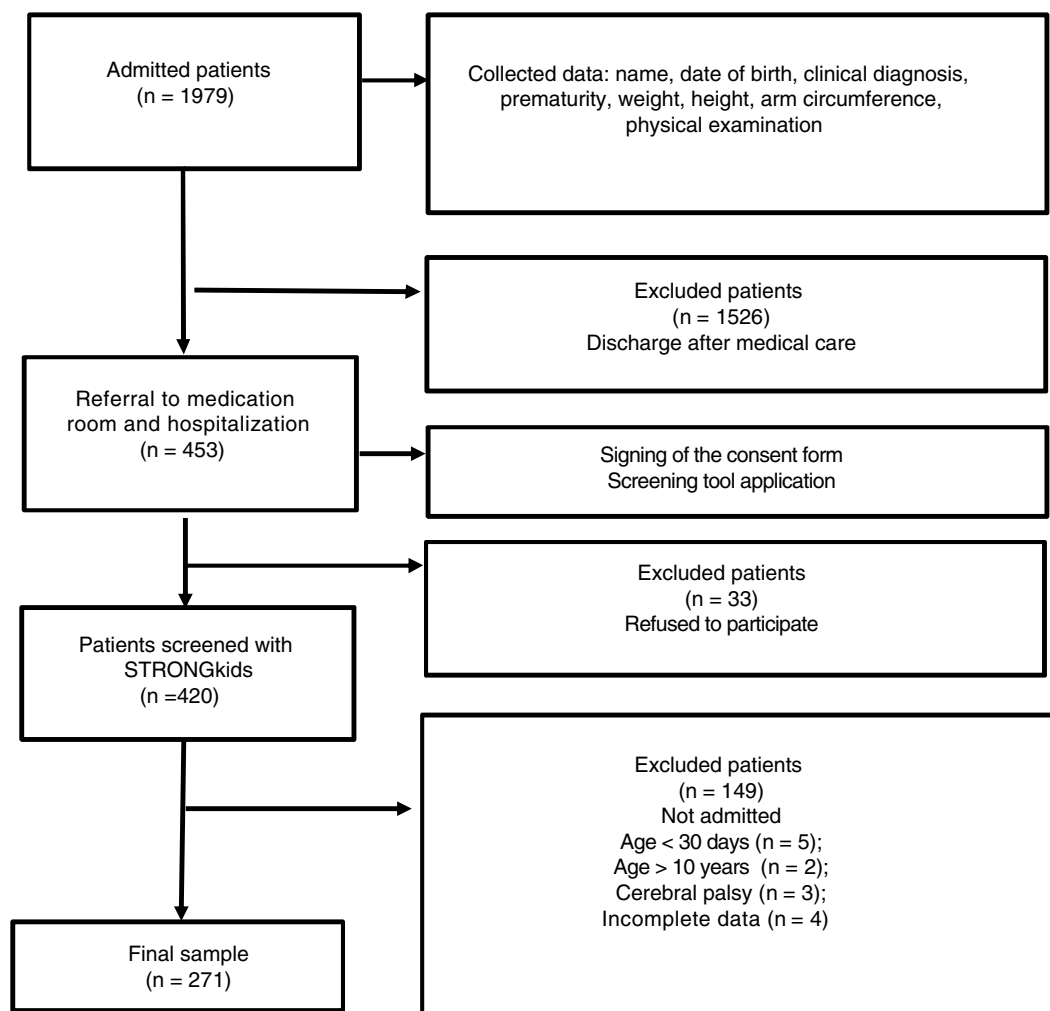 Admitted patients
(n = 1979)
Collected data: name, date of birth, clinical diagnosis,
prematurity, weight, height, arm circumference,
physical examination
Excluded patients
(n = 1526)
Discharge after medical care
Referral to medication
room and hospitalization
(n = 453)
Signing of the consent form
Screening tool application
Excluded patients
(n = 33)
Refused to participate
Patients screened with
STRONGkids
(n =420)
Excluded patients
(n = 149)
Not admitted
Age < 30 days (n = 5);
Age > 10 years (n = 2);
Cerebral palsy (n = 3);
Incomplete data (n = 4)
Final sample
(n = 271)